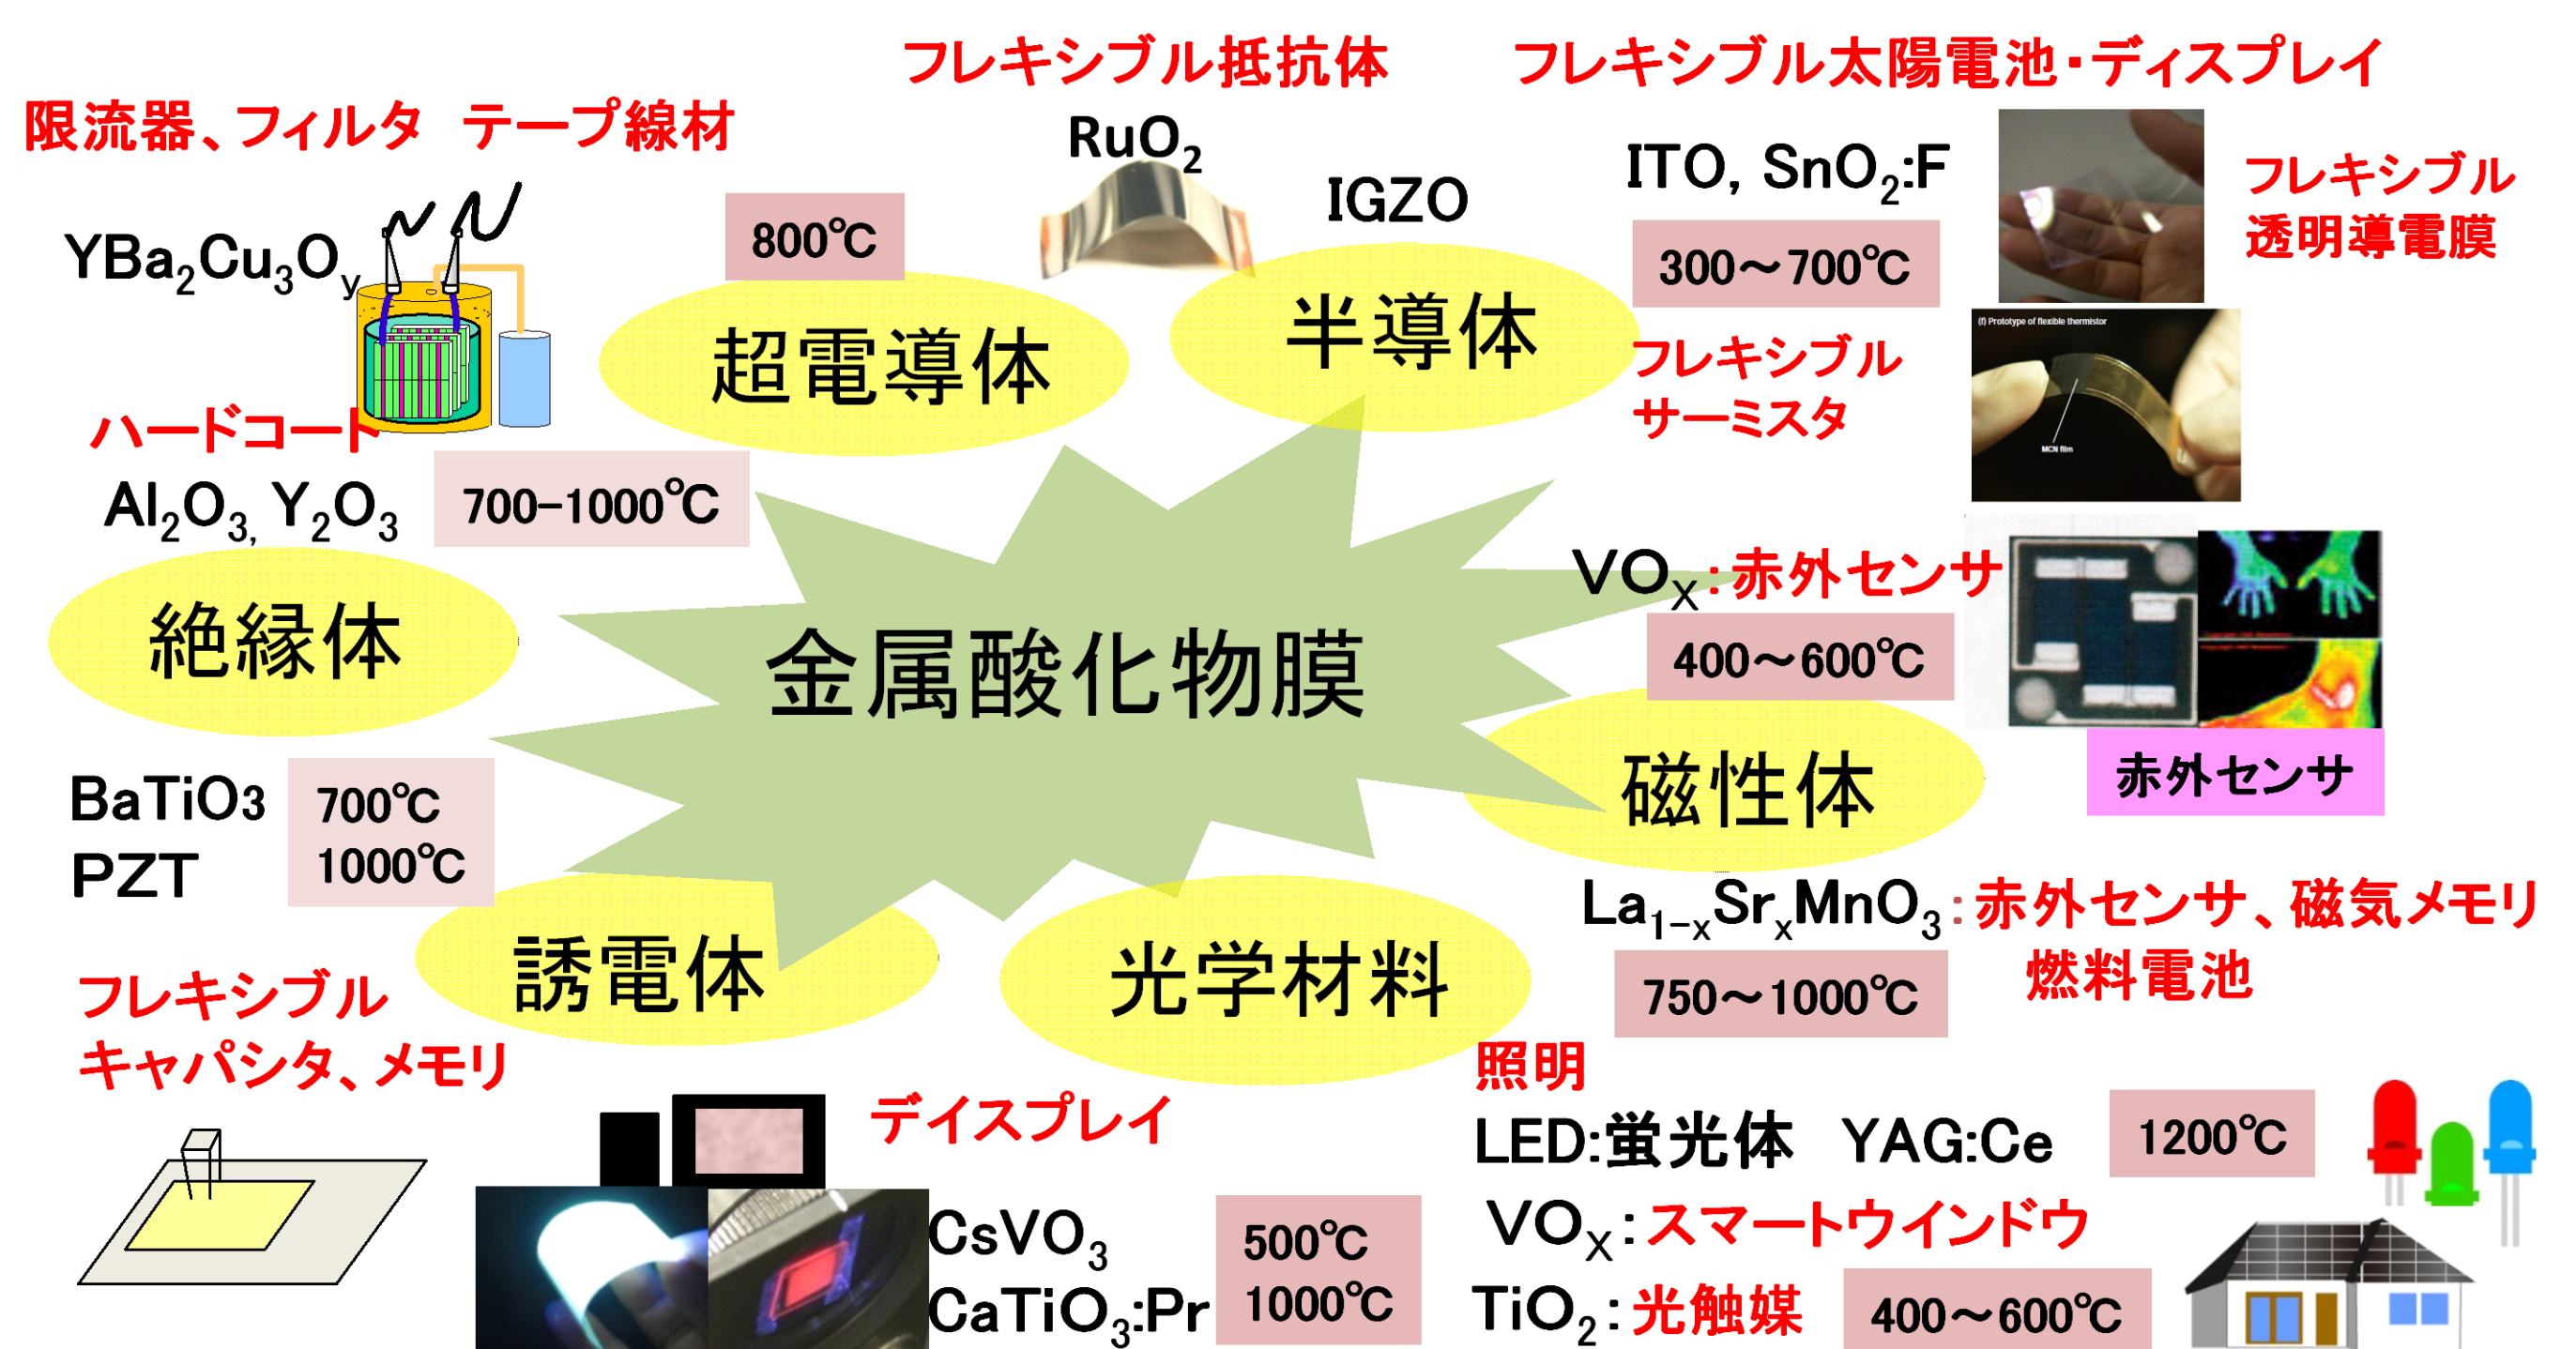 フレキシブル抵抗体
フレキシブル太陽電池・ディスプレイ
限流器、フィルタ テープ線材
RuO₂
ITO, SnO₂:F
フレキシブル
透明導電膜
IGZO
YBa₂Cu₃Oy
800℃
300～700℃
超電導体
半導体
(f) Prototype of flexible thermistor
MCN film
フレキシブル
サーミスタ
ハードコート
Al₂O₃, Y₂O₃
700-1000℃
絶縁体
金属酸化物膜
VOX:赤外センサ
400～600℃
赤外センサ
磁性体
BaTiO3
PZT
700℃
1000℃
誘電体
光学材料
La₁₋ₓSrₓMnO₃:赤外センサ、磁気メモリ
燃料電池
750～1000℃
フレキシブル
キャパシタ、メモリ
デイスプレイ
CsVO₃
CaTiO₃:Pr
500℃
1000℃
照明
LED:蛍光体 YAG:Ce
1200℃
VOX:スマートウインドウ
TiO₂:光触媒
400～600℃